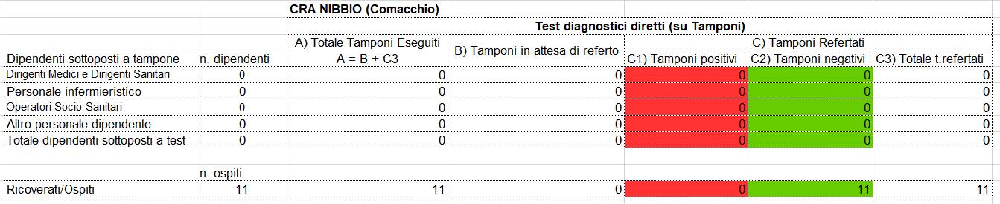 CRA NIBBIO (Comacchio)
Test diagnostici diretti (su Tamponi)
A) Totale Tamponi Eseguiti
A = B + C3
B) Tamponi in attesa di referto
C) Tamponi Refertati
Dipendenti sottoposti a tampone n. dipendenti C1) Tamponi positivi C2) Tamponi negativi C3) Totale t.refertati
Dirigenti Medici e Dirigenti Sanitari 0 0 0 0 0 0
Personale infermieristico 0 0 0 0 0 0
Operatori Socio-Sanitari 0 0 0 0 0 0
Altro personale dipendente 0 0 0 0 0 0
Totale dipendenti sottoposti a test 0 0 0 0 0 0
n. ospiti
Ricoverati/Ospiti 11 11 0 0 11 11